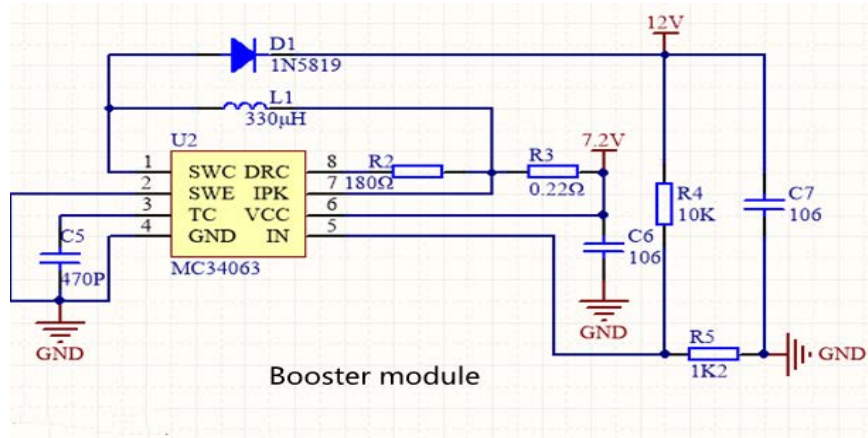 12V
D1
1N5819
L1
330μH
U2
7.2V
1 SWC DRC 8
2 SWE IPK 7
3 TC VCC 6
4 GND IN 5
MC34063
R2
180Ω
R3
0.22Ω
R4
10K
C7
106
C5
470P
C6
106
GND
GND
R5
1K2
GND
Booster module